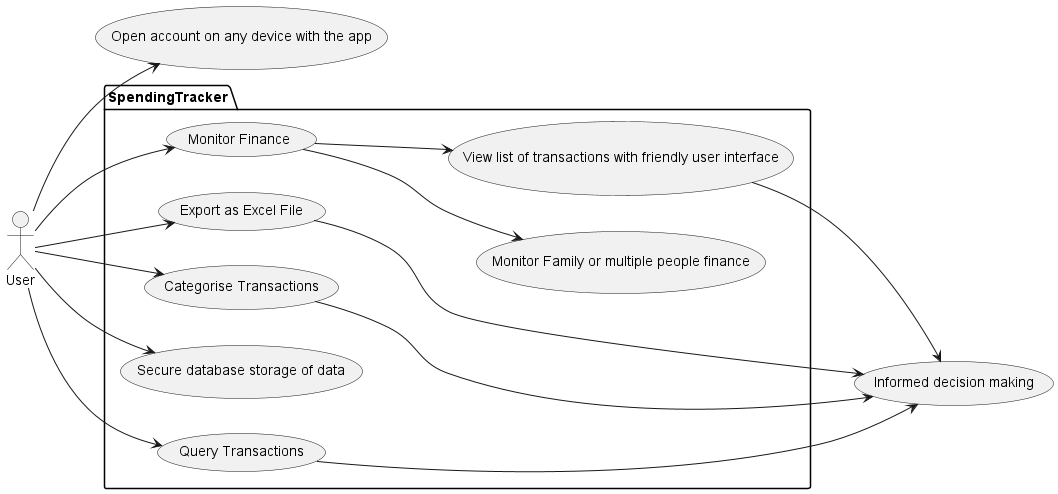 Open account on any device with the app
SpendingTracker
Monitor Finance
View list of transactions with friendly user interface
Export as Excel File
Monitor Family or multiple people finance
User
Categorise Transactions
Secure database storage of data
Informed decision making
Query Transactions